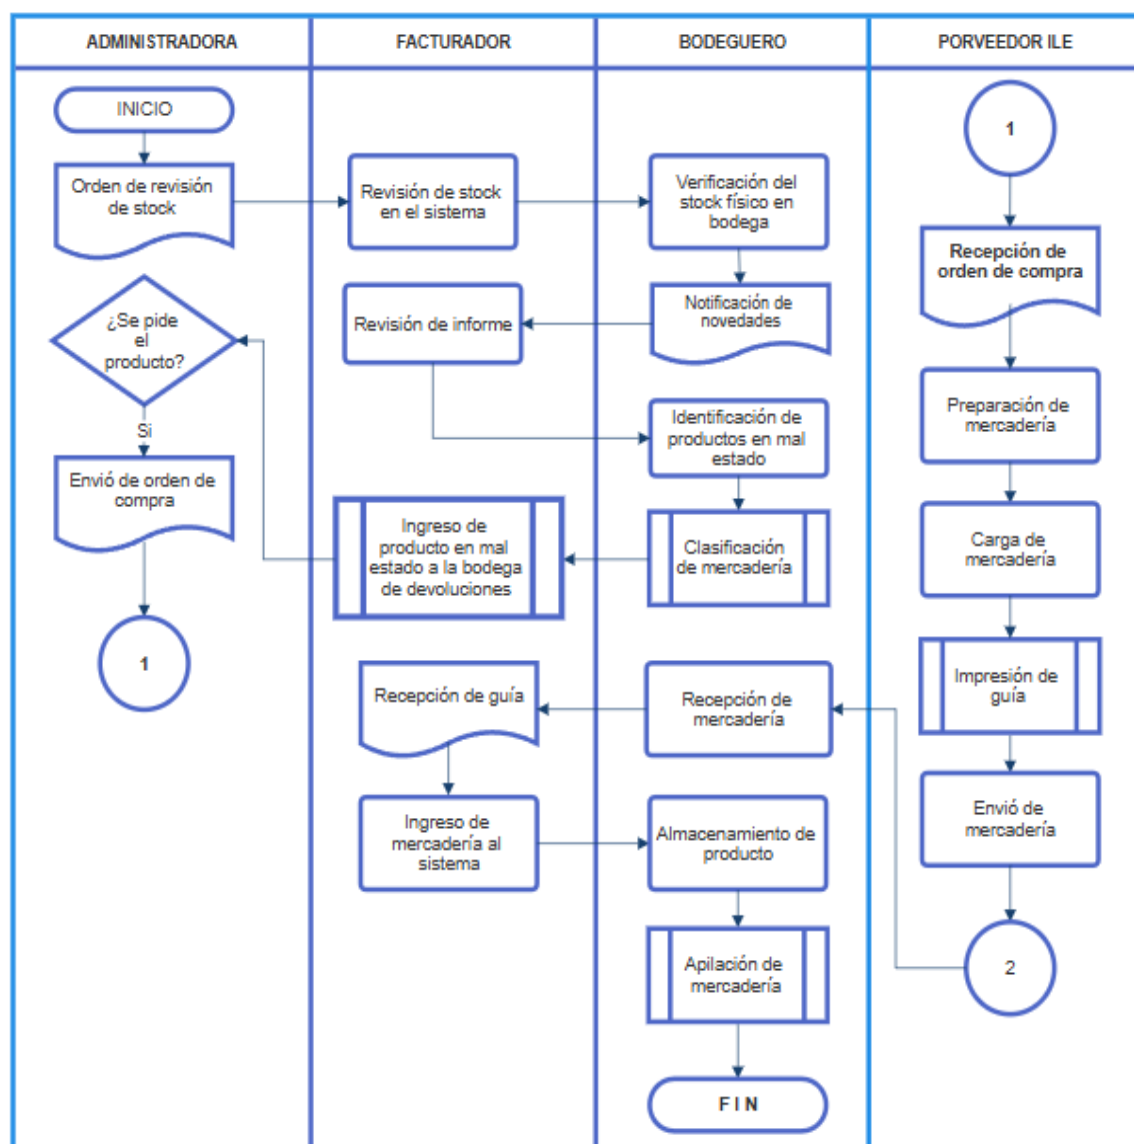 ADMINISTRADORA
FACTURADOR
BODEGUERO
PORVEEDOR ILE
INICIO
Orden de revisión
de stock
Revisión de stock
en el sistema
Verificación del
stock físico en
bodega
1
Recepción de
orden de compra
¿Se pide
el
producto?
Revisión de informe
Notificación de
novedades
Si
Identificación de
productos en mal
estado
Preparación de
mercadería
Envió de orden de
compra
Ingreso de
producto en mal
estado a la bodega
de devoluciones
Clasificación
de mercadería
Carga de
mercadería
1
Recepción de guía
Recepción de
mercadería
Impresión de
guía
Ingreso de
mercadería al
sistema
Almacenamiento de
producto
Envió de
mercadería
Apilación de
mercadería
2
F I N